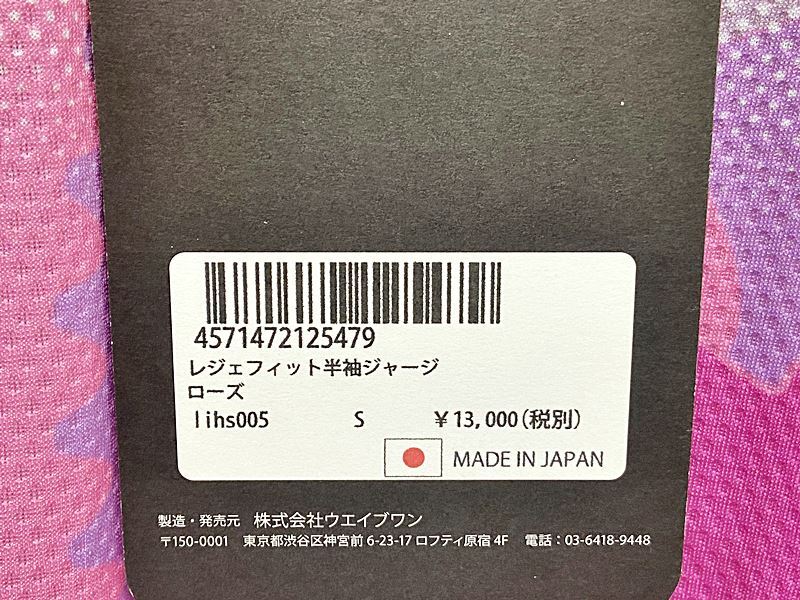 4571472125479
レジェフィット半袖ジャージ
ローズ
lihs005 S ￥13,000(税別)
MADE IN JAPAN
製造・発売元 株式会社ウエイブワン
〒150-0001 東京都渋谷区神宮前 6-23-17 ロフティ原宿 4F 電話：03-6418-9448